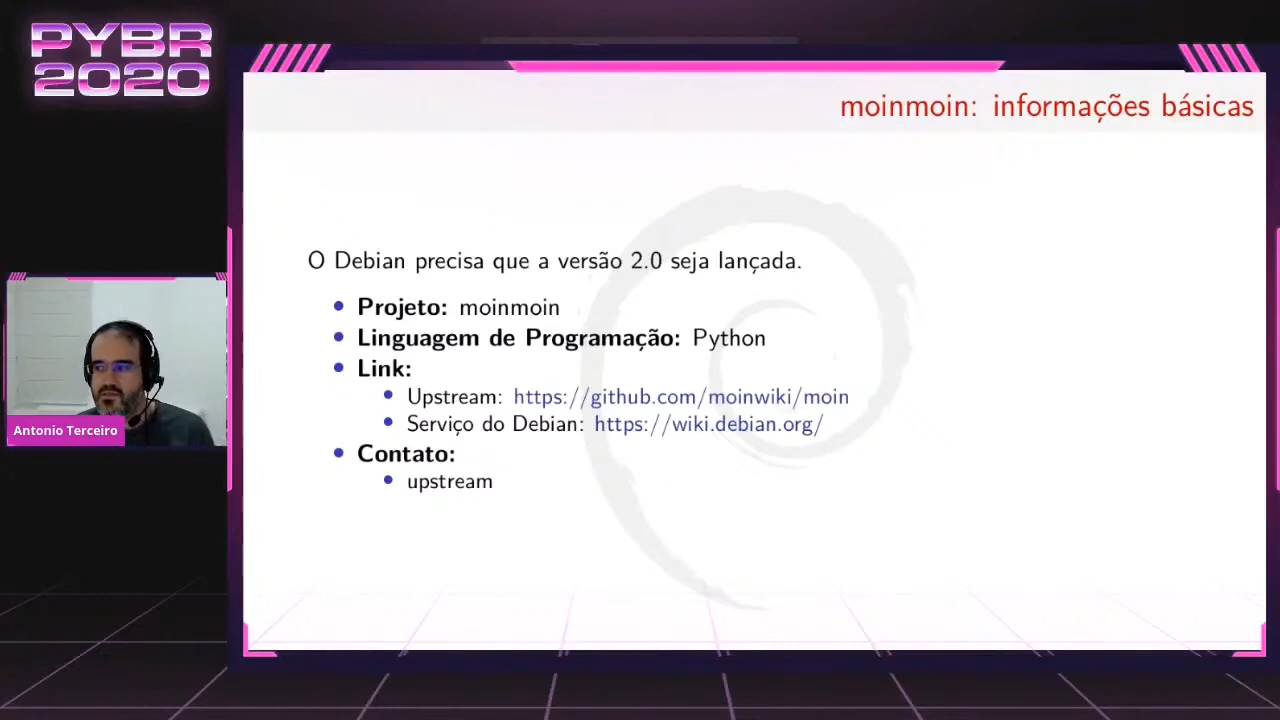 PYBR
2020
moinmoin: informações básicas
O Debian precisa que a versão 2.0 seja lançada.
Projeto: moinmoin
Linguagem de Programação: Python
Link:
Upstream: https://github.com/moinwiki/moin
Serviço do Debian: https://wiki.debian.org/
Contato:
upstream
Antonio Terceiro